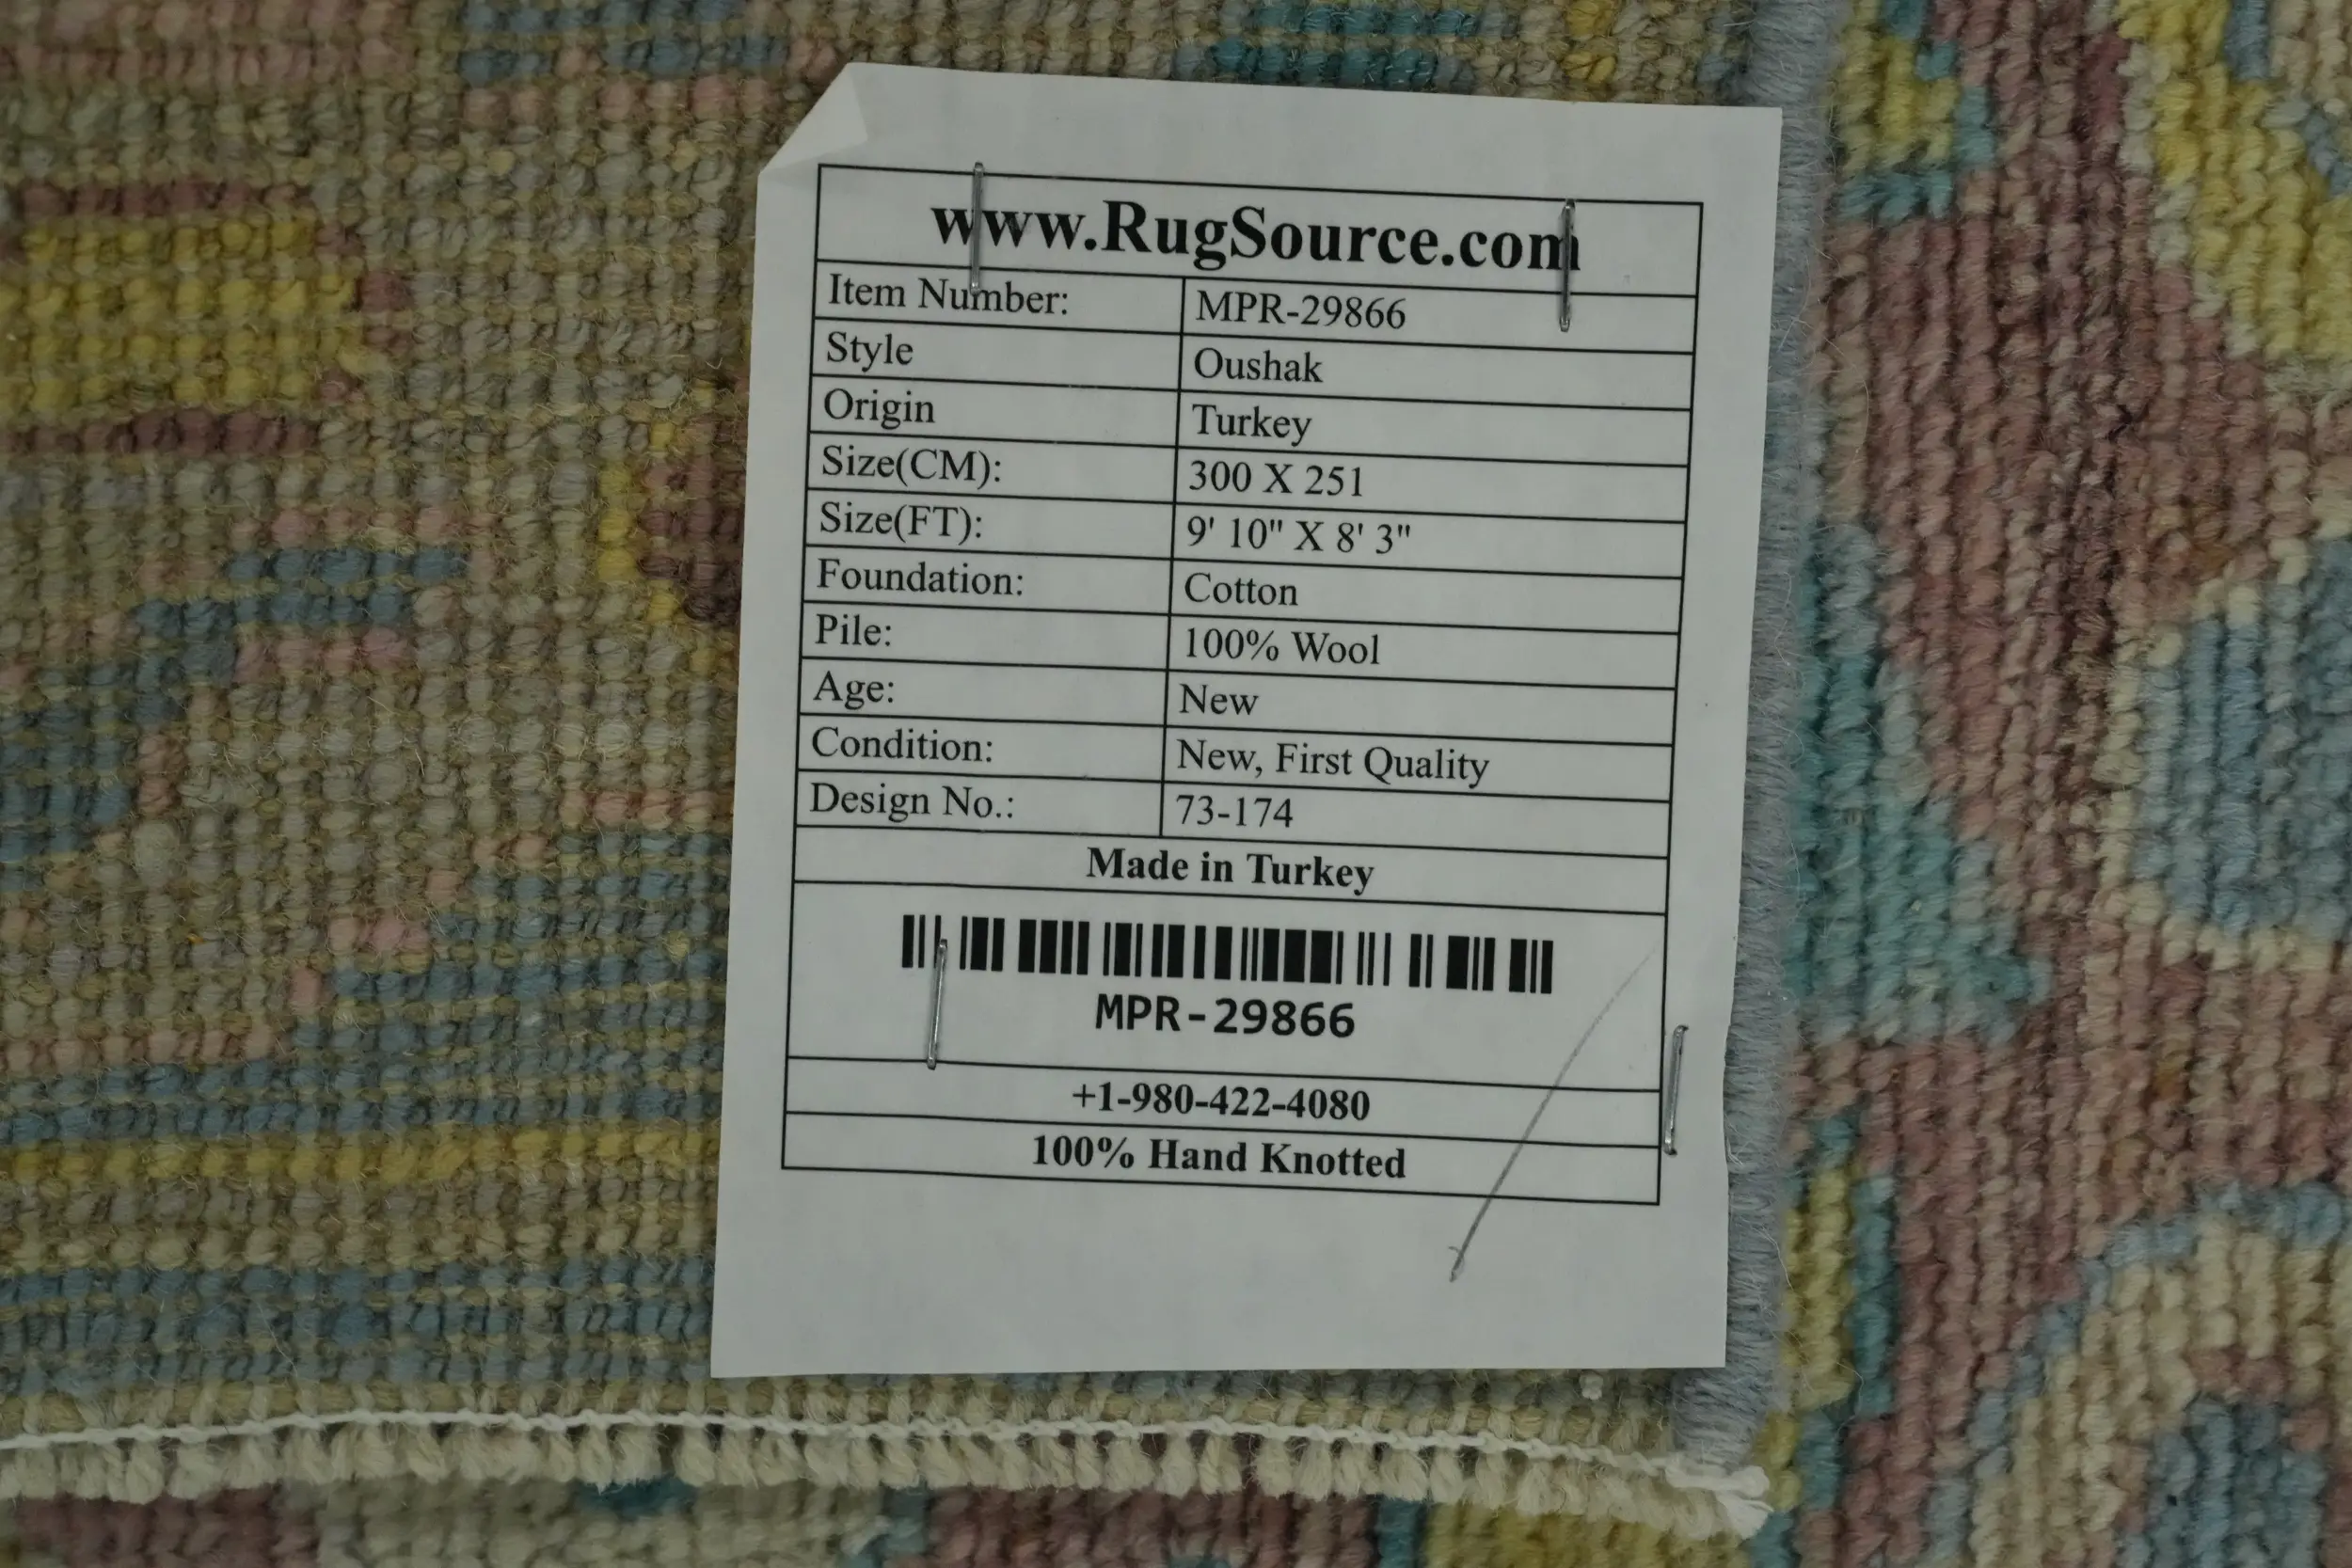 www.RugSource.com
Item Number: MPR-29866
Style Oushak
Origin Turkey
Size(CM): 300 X 251
Size(FT): 9' 10" X 8' 3"
Foundation: Cotton
Pile: 100% Wool
Age: New
Condition: New, First Quality
Design No.: 73-174
Made in Turkey
MPR-29866
+1-980-422-4080
100% Hand Knotted